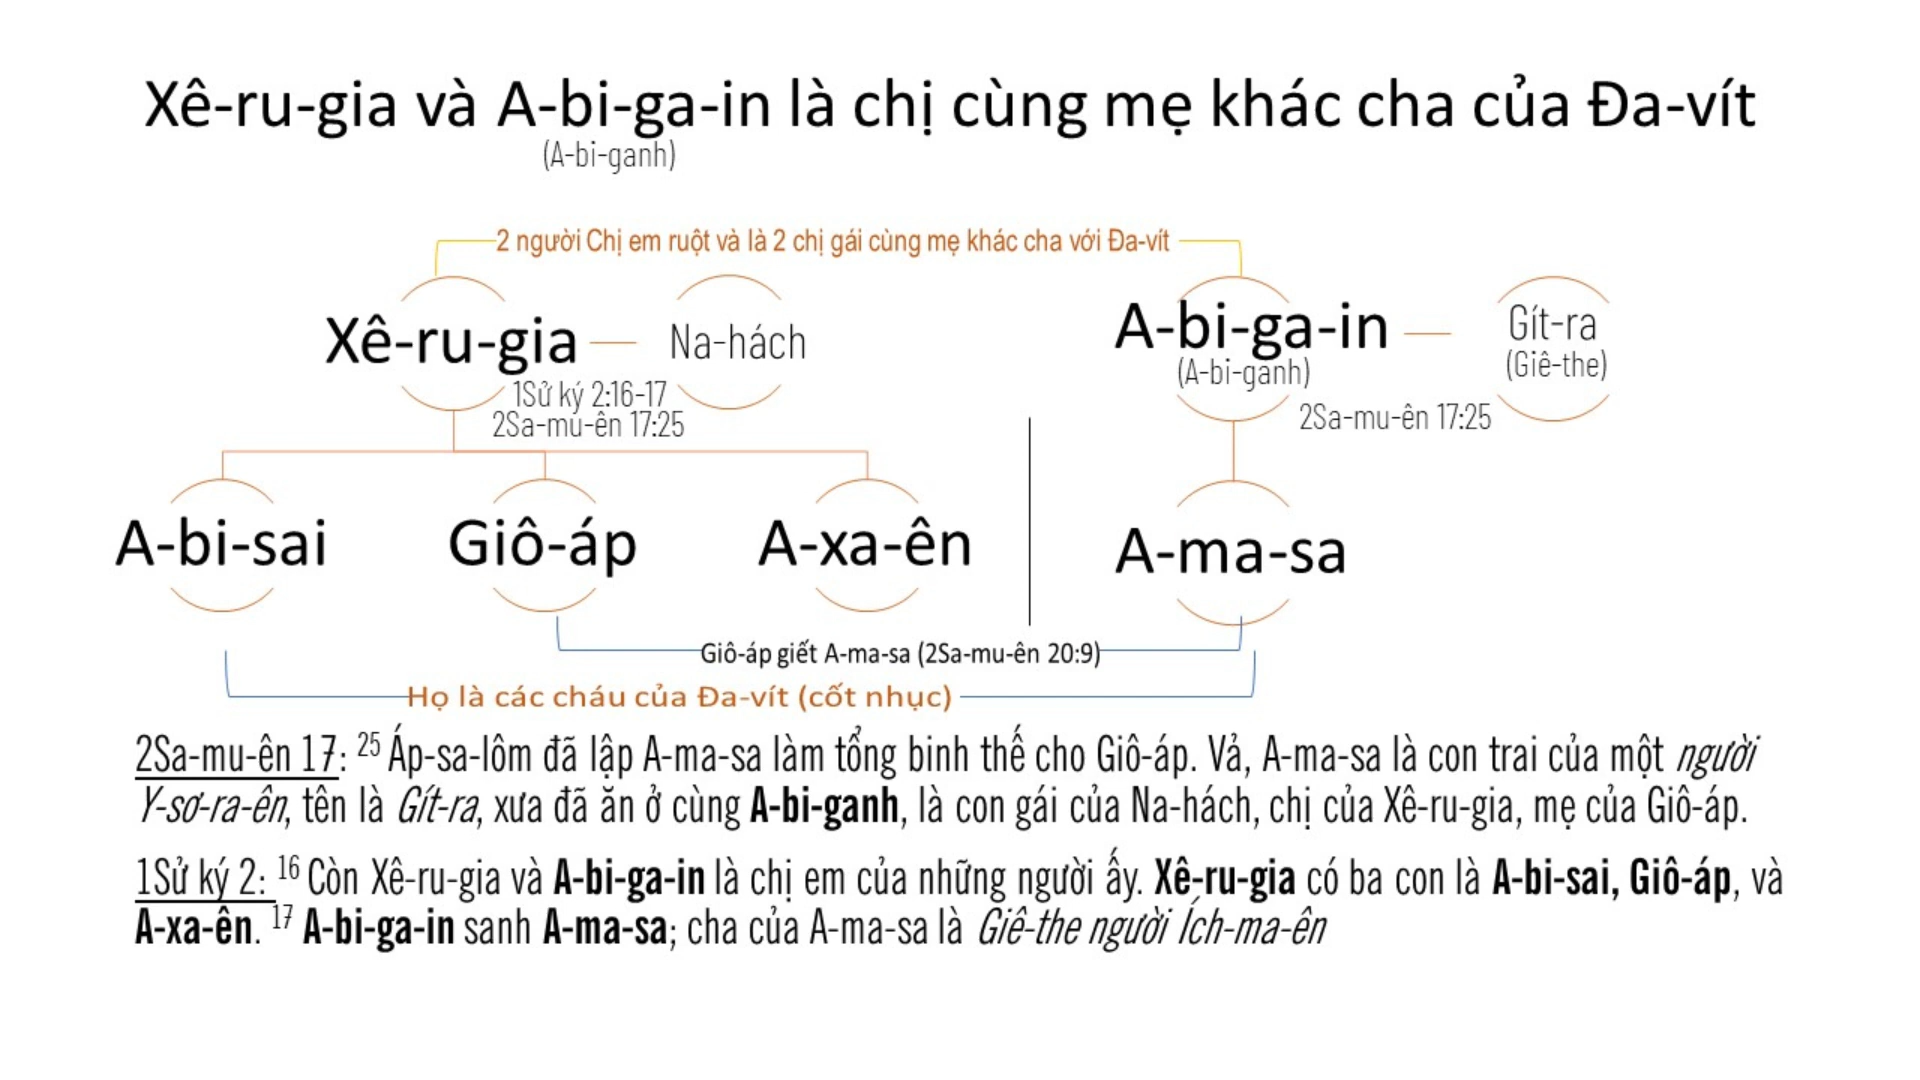 Xê-ru-gia và A-bi-ga-in là chị cùng mẹ khác cha của Đa-vít
(A-bi-ganh)
2 người Chị em ruột và là 2 chị gái cùng mẹ khác cha với Đa-vít
Xê-ru-gia
Na-hách
1Sử ký 2:16-17
2Sa-mu-ên 17:25
A-bi-ga-in
(A-bi-ganh)
Gít-ra
(Giê-the)
2Sa-mu-ên 17:25
A-bi-sai
Giô-áp
A-xa-ên
A-ma-sa
Giô-áp giết A-ma-sa (2Sa-mu-ên 20:9)
Họ là các cháu của Đa-vít (cốt nhục)
2Sa-mu-ên 17: 25 Áp-sa-lôm đã lập A-ma-sa làm tổng binh thế cho Giô-áp. Vả, A-ma-sa là con trai của một người
Y-sơ-ra-ên, tên là Gít-ra, xưa đã ăn ở cùng A-bi-ganh, là con gái của Na-hách, chị của Xê-ru-gia, mẹ của Giô-áp.
1Sử ký 2: 16 Còn Xê-ru-gia và A-bi-ga-in là chị em của những người ấy. Xê-ru-gia có ba con là A-bi-sai, Giô-áp, và
A-xa-ên. 17 A-bi-ga-in sanh A-ma-sa; cha của A-ma-sa là Giê-the người Ích-ma-ên